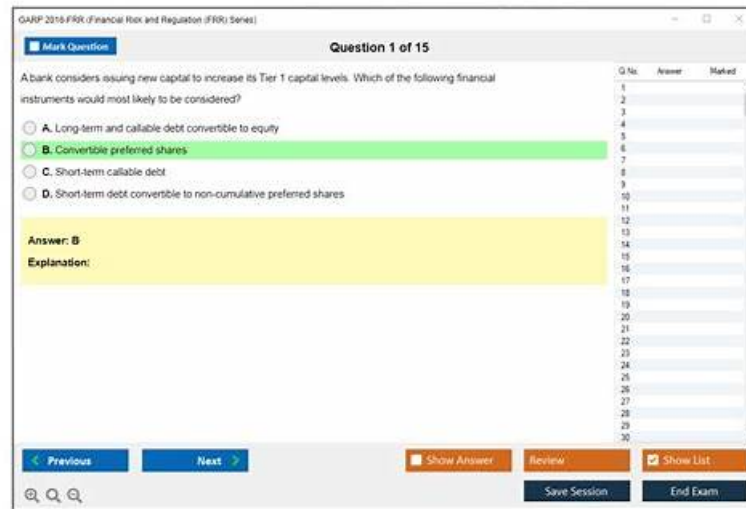 GARP 2016-FRR (Financial Risk and Regulation (FRR) Series)
Mark Question
Question 1 of 15
Q.No. Answer Marked
A bank considers issuing new capital to increase its Tier 1 capital levels. Which of the following financial
instruments would most likely to be considered?
A. Long-term and callable debt convertible to equity
B. Convertible preferred shares
C. Short-term callable debt
D. Short-term debt convertible to non-cumulative preferred shares
Answer: B
Explanation:
1
2
3
4
5
6
7
8
9
10
11
12
13
14
15
16
17
18
19
20
21
22
23
24
25
26
27
28
29
30
Previous
Next
Show Answer
Review
Show List
Save Session
End Exam